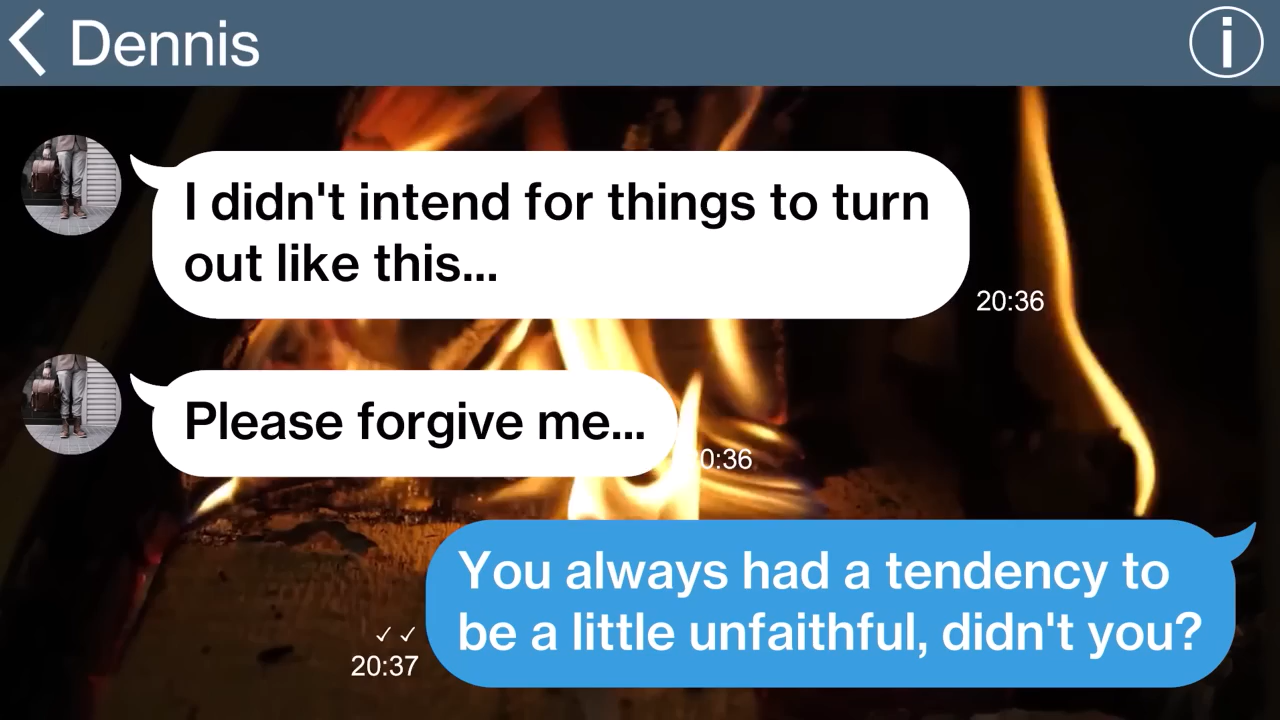 Dennis
I didn't intend for things to turn
out like this...
20:36
Please forgive me...
0:36
You always had a tendency to
be a little unfaithful, didn't you?
20:37